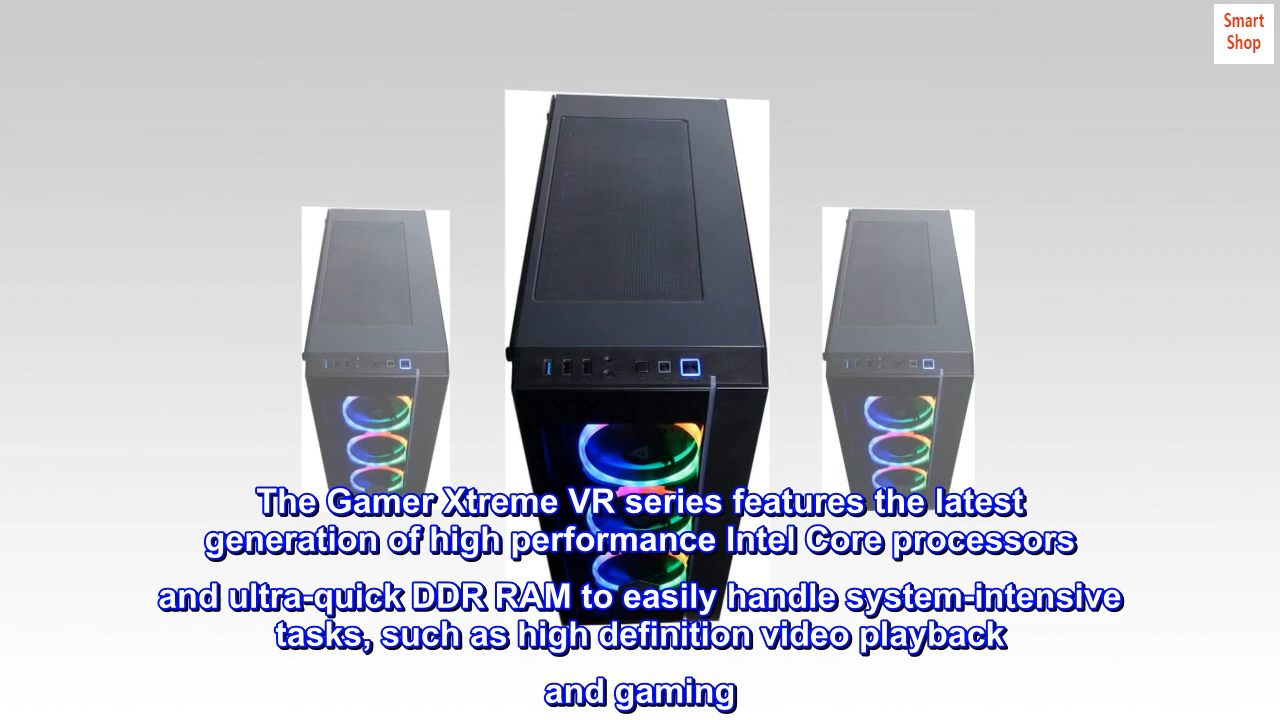 Smart
Shop
The Gamer Xtreme VR series features the latest
generation of high performance Intel Core processors
and ultra-quick DDR RAM to easily handle system-intensive
tasks, such as high definition video playback
and gaming